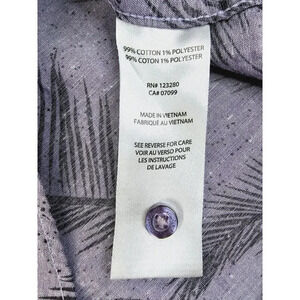 99% COTTON 1% POLYESTER
99% COTTON 1% POLYESTER
RN# 123280
CA# 07099
MADE IN VIETNAM
FABRIQUÉ AU VIETNAM
SEE REVERSE FOR CARE
VOIR AU VERSO POUR
LES INSTRUCTIONS
DE LAVAGE